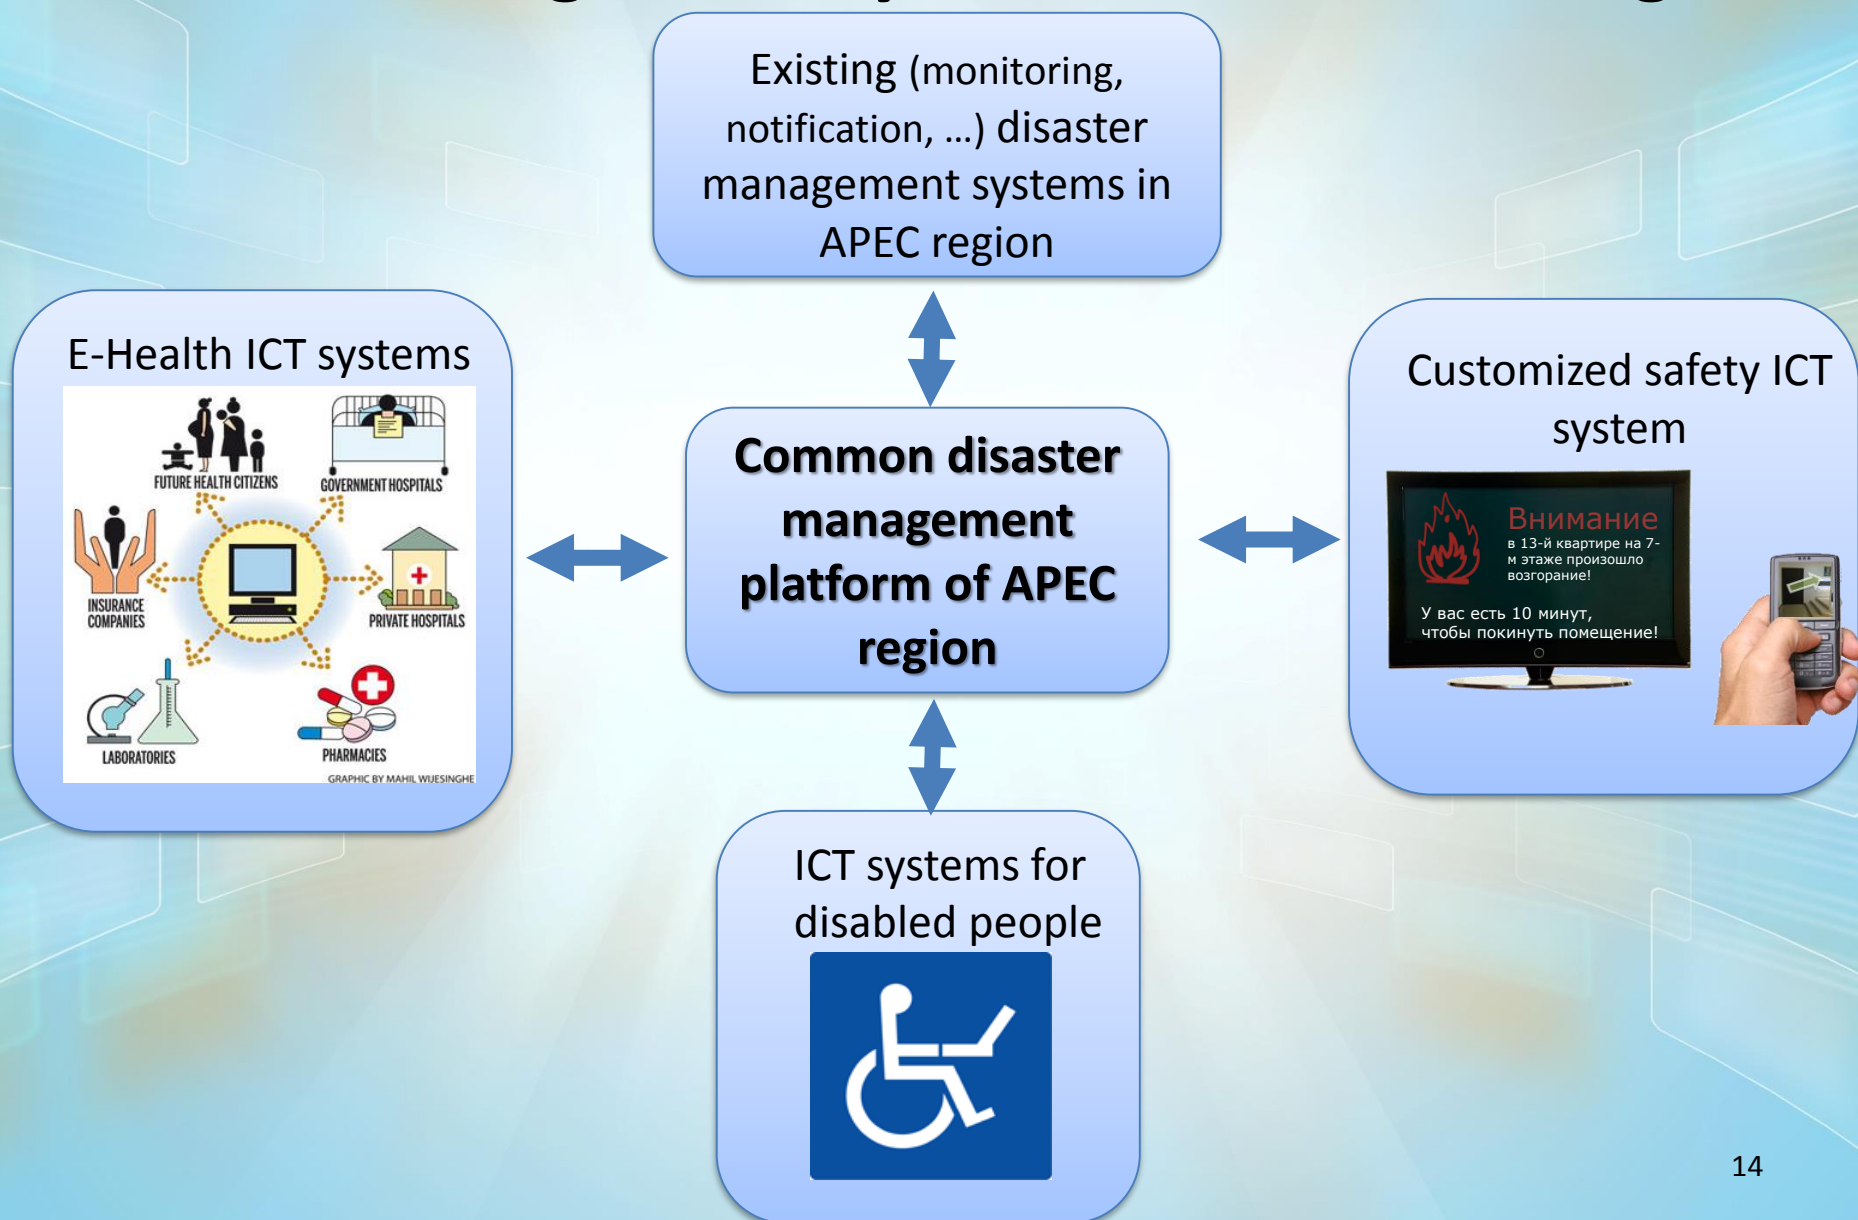 Existing (monitoring,
notification, ...) disaster
management systems in
APEC region
E-Health ICT systems
FUTURE HEALTH CITIZENS
GOVERNMENT HOSPITALS
INSURANCE
COMPANIES
PRIVATE HOSPITALS
LABORATORIES
PHARMACIES
GRAPHIC BY MAHIL WIJESINGHE
Common disaster
management
platform of APEC
region
Customized safety ICT
system
Внимание
в 13-й квартире на 7-
м этаже произошло
возгорание!
У вас есть 10 минут,
чтобы покинуть помещение!
ICT systems for
disabled people
14